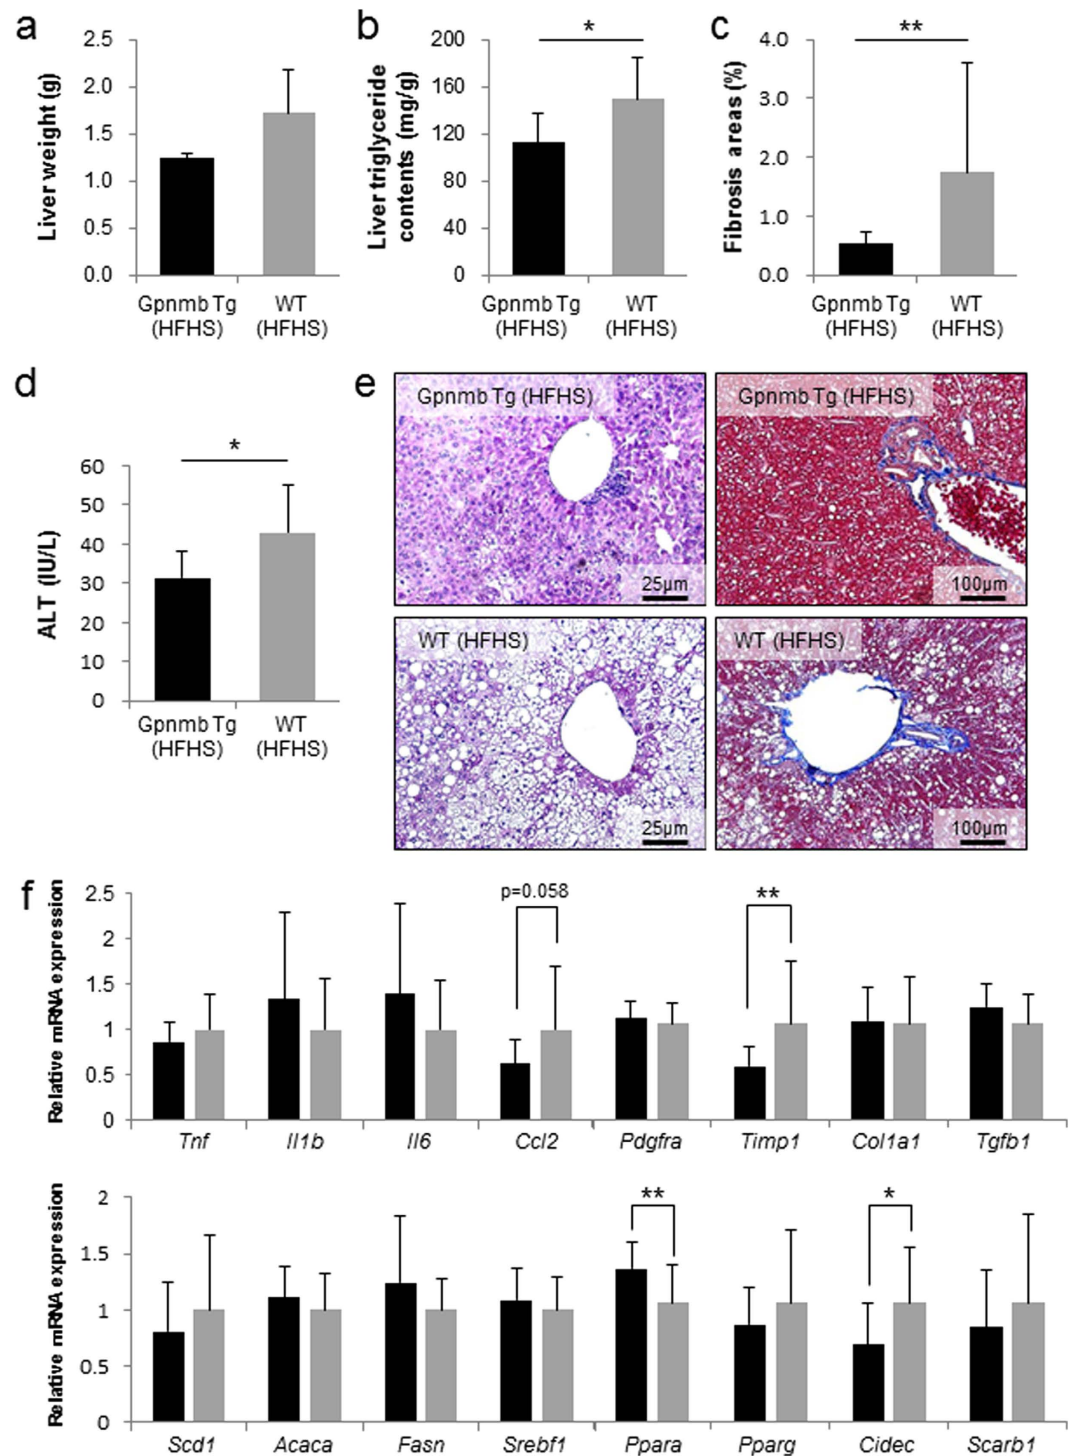 a
2.5
2.0
1.5
1.0
0.5
0.0
Liver weight (g)
Gpnmb Tg
(HFHS)
WT
(HFHS)
b
*
200
160
120
80
40
0
Liver triglyceride
contents (mg/g)
Gpnmb Tg
(HFHS)
WT
(HFHS)
c
**
4.0
3.0
2.0
1.0
0.0
Fibrosis areas (%)
Gpnmb Tg
(HFHS)
WT
(HFHS)
d
*
60
50
40
30
20
10
0
ALT (IU/L)
Gpnmb Tg
(HFHS)
WT
(HFHS)
e
Gpnmb Tg (HFHS)
25μm
Gpnmb Tg (HFHS)
100μm
WT (HFHS)
25μm
WT (HFHS)
100μm
f
2.5
2
1.5
1
0.5
0
Relative mRNA expression
p=0.058
**
Tnf Il1b Il6 Ccl2 Pdgfra Timp1 Col1a1 Tgfb1
2
1.5
1
0.5
0
Relative mRNA expression
**
*
Scd1 Acaca Fasn Srebf1 Ppara Pparg Cidec Scarb1